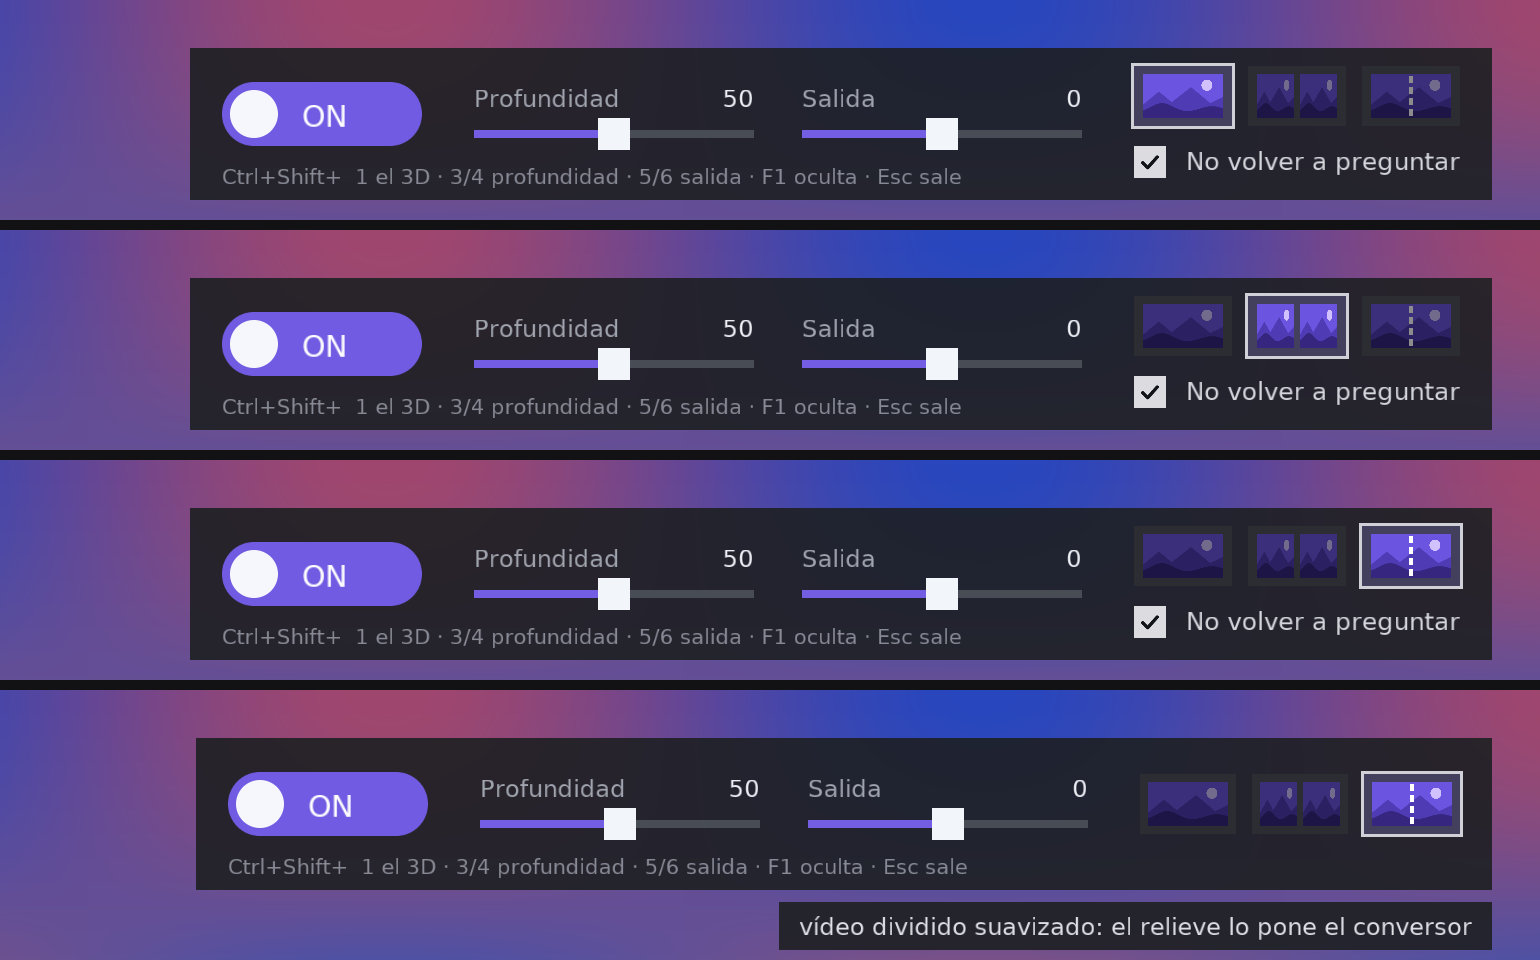 ON
Profundidad 50
Salida 0
No volver a preguntar
Ctrl+Shift+ 1 el 3D · 3/4 profundidad · 5/6 salida · F1 oculta · Esc sale
ON
Profundidad 50
Salida 0
No volver a preguntar
Ctrl+Shift+ 1 el 3D · 3/4 profundidad · 5/6 salida · F1 oculta · Esc sale
ON
Profundidad 50
Salida 0
No volver a preguntar
Ctrl+Shift+ 1 el 3D · 3/4 profundidad · 5/6 salida · F1 oculta · Esc sale
ON
Profundidad 50
Salida 0
Ctrl+Shift+ 1 el 3D · 3/4 profundidad · 5/6 salida · F1 oculta · Esc sale
vídeo dividido suavizado: el relieve lo pone el conversor